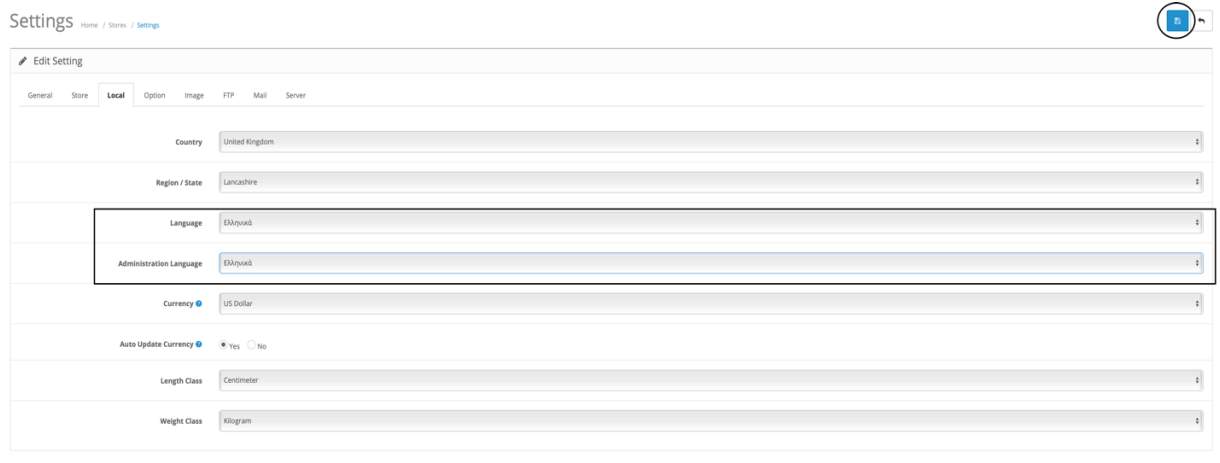 Settings Home / Stores / Settings
Edit Setting
General Store Local Option Image FTP Mail Server
Country United Kingdom
Region / State Lancashire
Language Ελληνικά
Administration Language Ελληνικά
Currency US Dollar
Auto Update Currency Yes No
Length Class Centimeter
Weight Class Kilogram